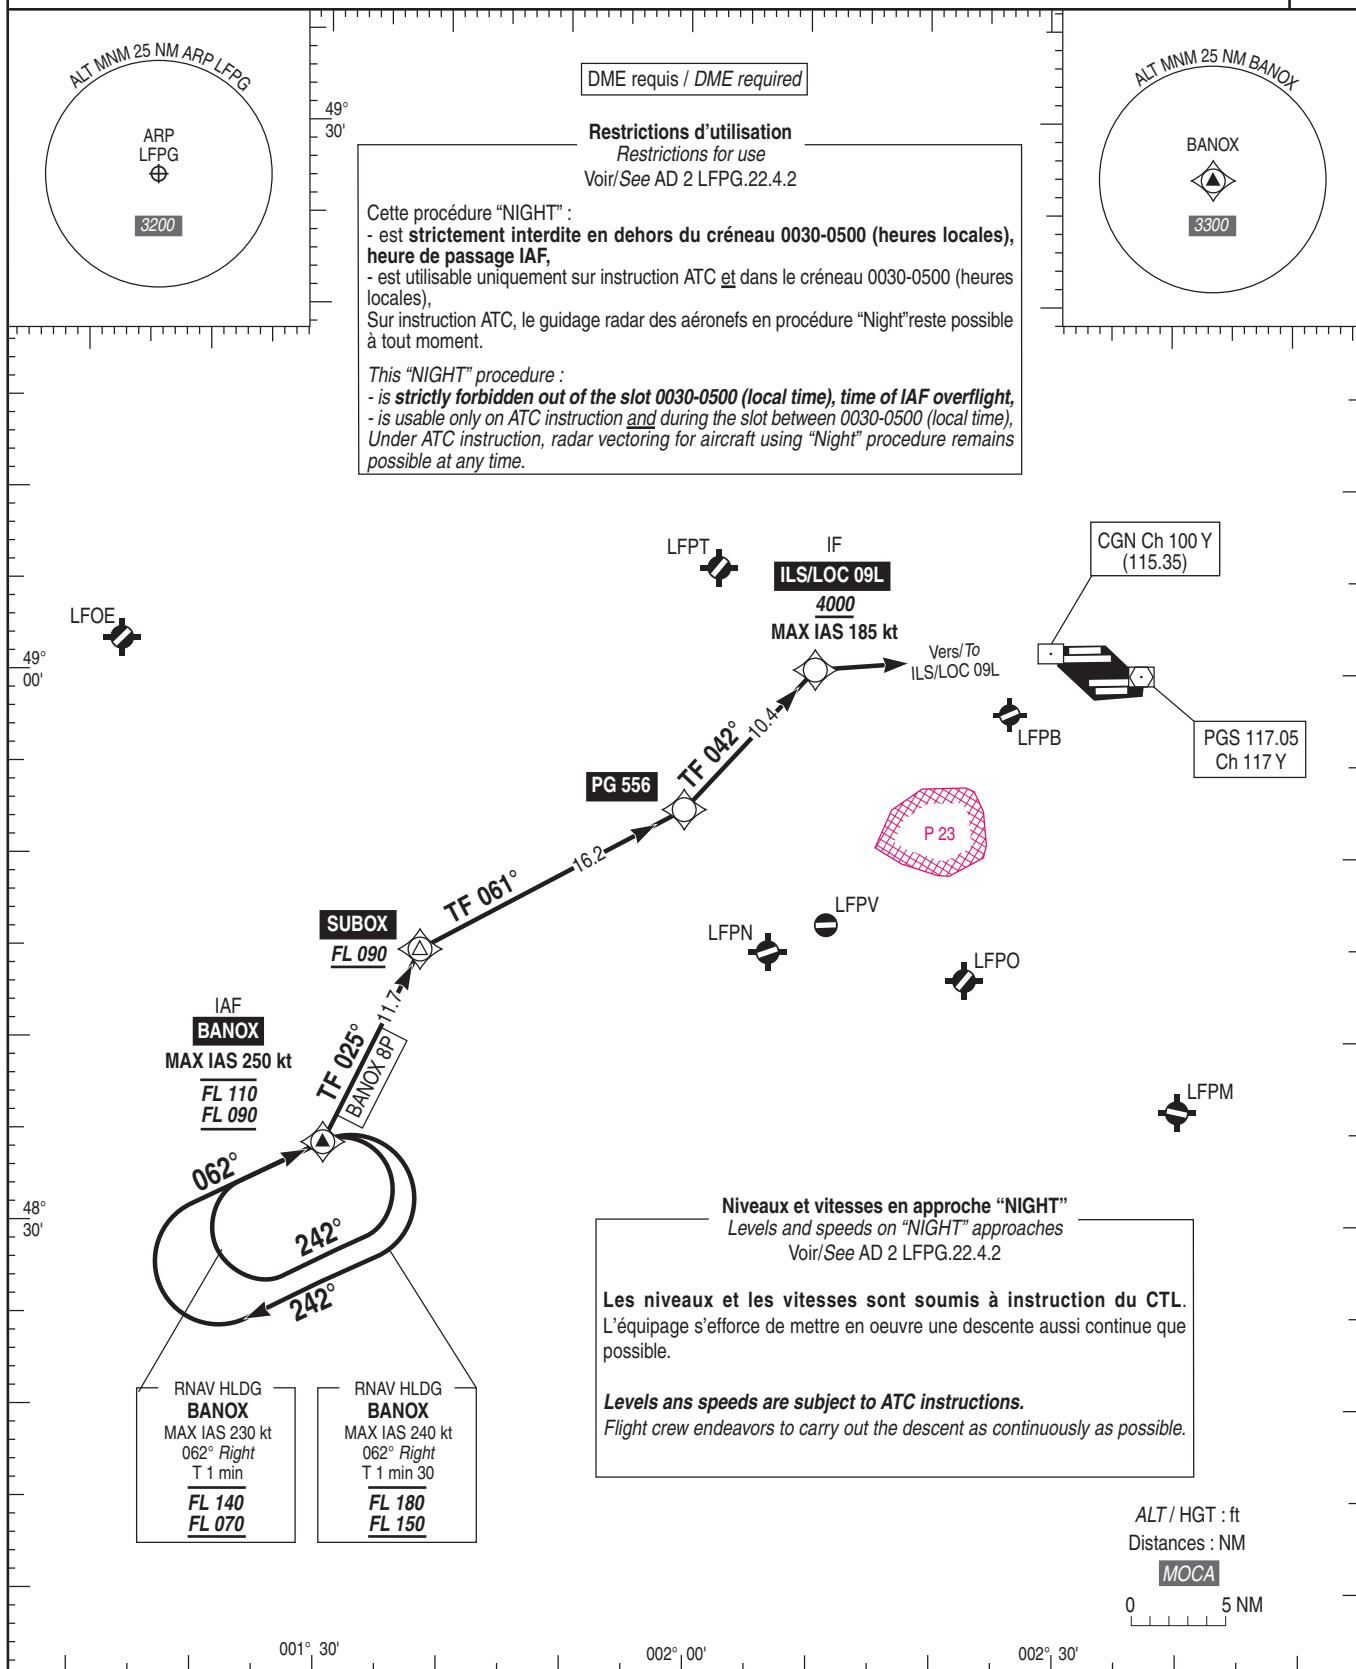 ALT MNM 25 NM ARP LFPG
ARP
LFPG
3200
49°
30'
DME requis / DME required
ALT MNM 25 NM BANOX
BANOX
3300
Restrictions d'utilisation
Restrictions for use
Voir/See AD 2 LFPG.22.4.2
Cette procédure “NIGHT” :
- est strictement interdite en dehors du créneau 0030-0500 (heures locales),
heure de passage IAF,
- est utilisable uniquement sur instruction ATC et dans le créneau 0030-0500 (heures
locales),
Sur instruction ATC, le guidage radar des aéronefs en procédure “Night”reste possible
à tout moment.
This “NIGHT” procedure :
- is strictly forbidden out of the slot 0030-0500 (local time), time of IAF overflight,
- is usable only on ATC instruction and during the slot between 0030-0500 (local time),
Under ATC instruction, radar vectoring for aircraft using “Night” procedure remains
possible at any time.
LFPT
IF
ILS/LOC 09L
4000
MAX IAS 185 kt
CGN Ch 100 Y
(115.35)
LFOE
49°
00'
Vers/To
ILS/LOC 09L
LFPB
PGS 117.05
Ch 117 Y
TF 042°
10.4
PG 556
P 23
16.2
TF 061°
SUBOX
FL 090
LFPV
LFPN
LFPO
IAF
BANOX
MAX IAS 250 kt
FL 110
FL 090
11.7
TF 025°
BANOX 8P
LFPM
062°
242°
242°
48°
30'
Niveaux et vitesses en approche “NIGHT”
Levels and speeds on “NIGHT” approaches
Voir/See AD 2 LFPG.22.4.2
Les niveaux et les vitesses sont soumis à instruction du CTL.
L'équipage s'efforce de mettre en oeuvre une descente aussi continue que
possible.
Levels ans speeds are subject to ATC instructions.
Flight crew endeavors to carry out the descent as continuously as possible.
RNAV HLDG
BANOX
MAX IAS 230 kt
062° Right
T 1 min
FL 140
FL 070
RNAV HLDG
BANOX
MAX IAS 240 kt
062° Right
T 1 min 30
FL 180
FL 150
ALT / HGT : ft
Distances : NM
MOCA
0 5 NM
001° 30'
002° 00'
002° 30'